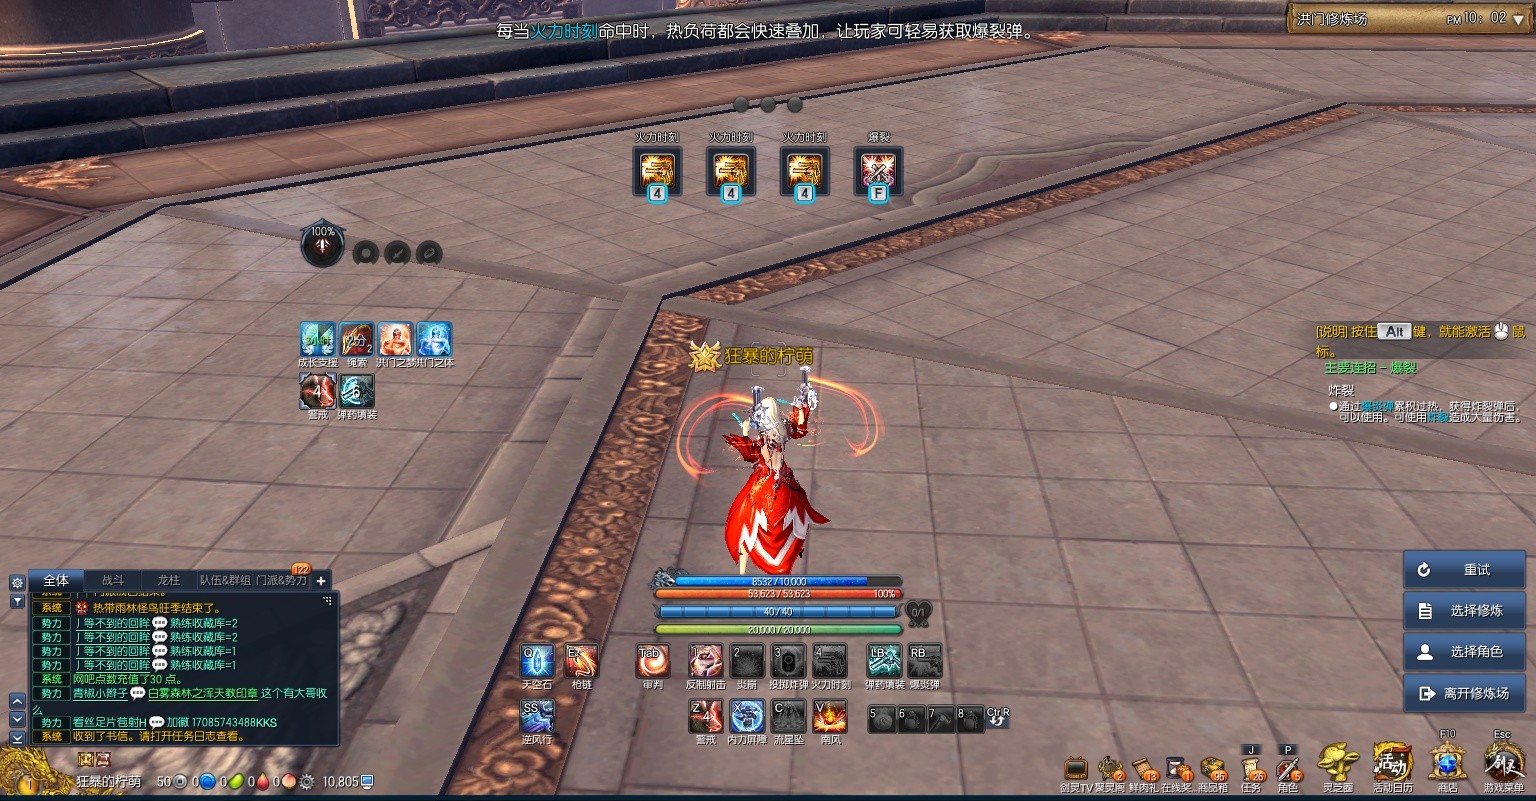 每当火力时刻命中时，热负荷都会快速叠加，让玩家可轻易获取爆裂弹。
洪门修炼场 PM 10：02
火力时刻 火力时刻 火力时刻 爆裂
4 4 4 F
100%
成长支援 绳索 洪门之梦 洪门之体
警戒 弹药填装
狂暴的柠萌
[说明] 按住 Alt 键，就能激活 鼠
标。
主要连招 - 爆裂
炸裂
●通过爆炎弹累积过热，获得炸裂弹后，
可以使用。可使用炸裂造成大量伤害。
重试
选择修炼
选择角色
离开修炼场
全体 战斗 龙柱 队伍&群组 门派&势力 122 +
系统 热带雨林怪鸟旺季结束了。
势力 丿等不到的回眸 熟练收藏库=2
势力 丿等不到的回眸 熟练收藏库=2
势力 丿等不到的回眸 熟练收藏库=1
势力 丿等不到的回眸 熟练收藏库=1
系统 网吧点数充值了30 点。
势力 青椒小辫子 白雾森林之浑天教印章 这个有大哥收
么
势力 看丝足片苞射H 加徽 17085743488KKS
系统 收到了书信。请打开任务日志查看。
8532 / 10,000
53,623 / 53,623 100%
40 / 40 0/1
20,000 / 20,000
Q Ex Tab 1 2 3 4 LB RB
天空石 枪链 审判 反制射击 炎崩 投掷炸弹 火力时刻 弹药填装 爆炎弹
SS Z X C V 5 6 7 8 Ctr R
逆风行 警戒 内力屏障 流星坠 南风
狂暴的柠萌 50 0 0 0 0 10,805
J P F10 Esc
剑灵TV 聚灵阁 鲜肉礼 在线奖.. 商品箱 任务 角色 灵芝圈 活动日历 商店 游戏菜单